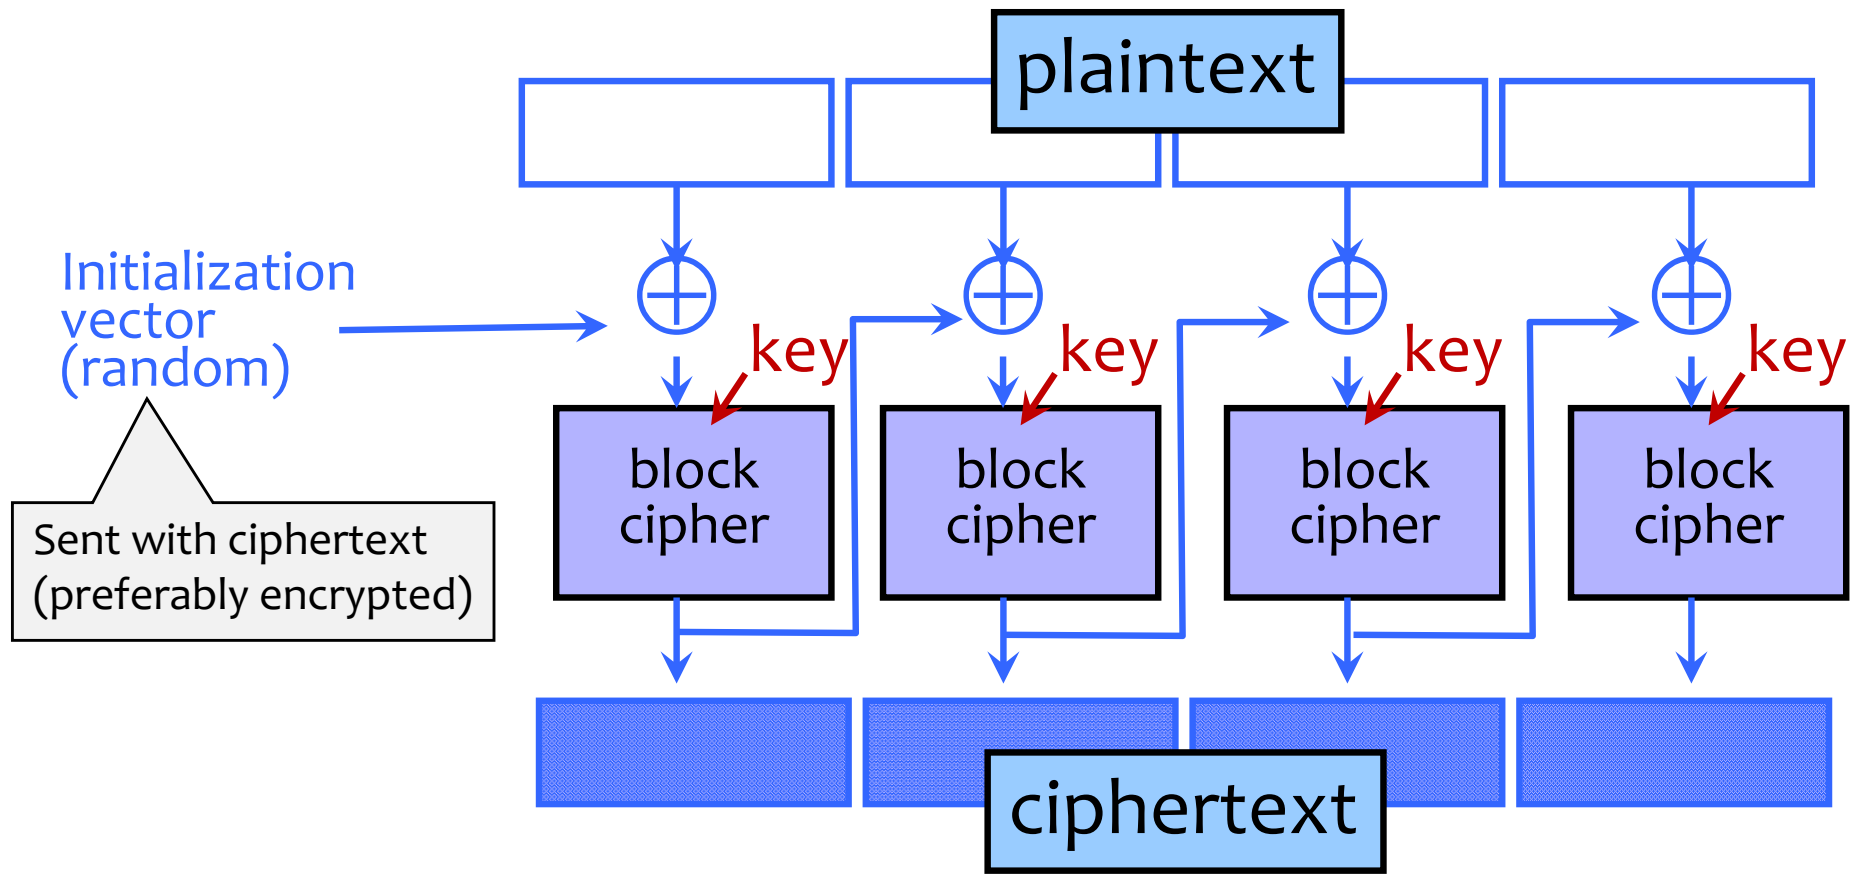 plaintext
Initialization
vector
(random)
key
key
key
key
block
cipher
block
cipher
block
cipher
block
cipher
Sent with ciphertext
(preferably encrypted)
ciphertext